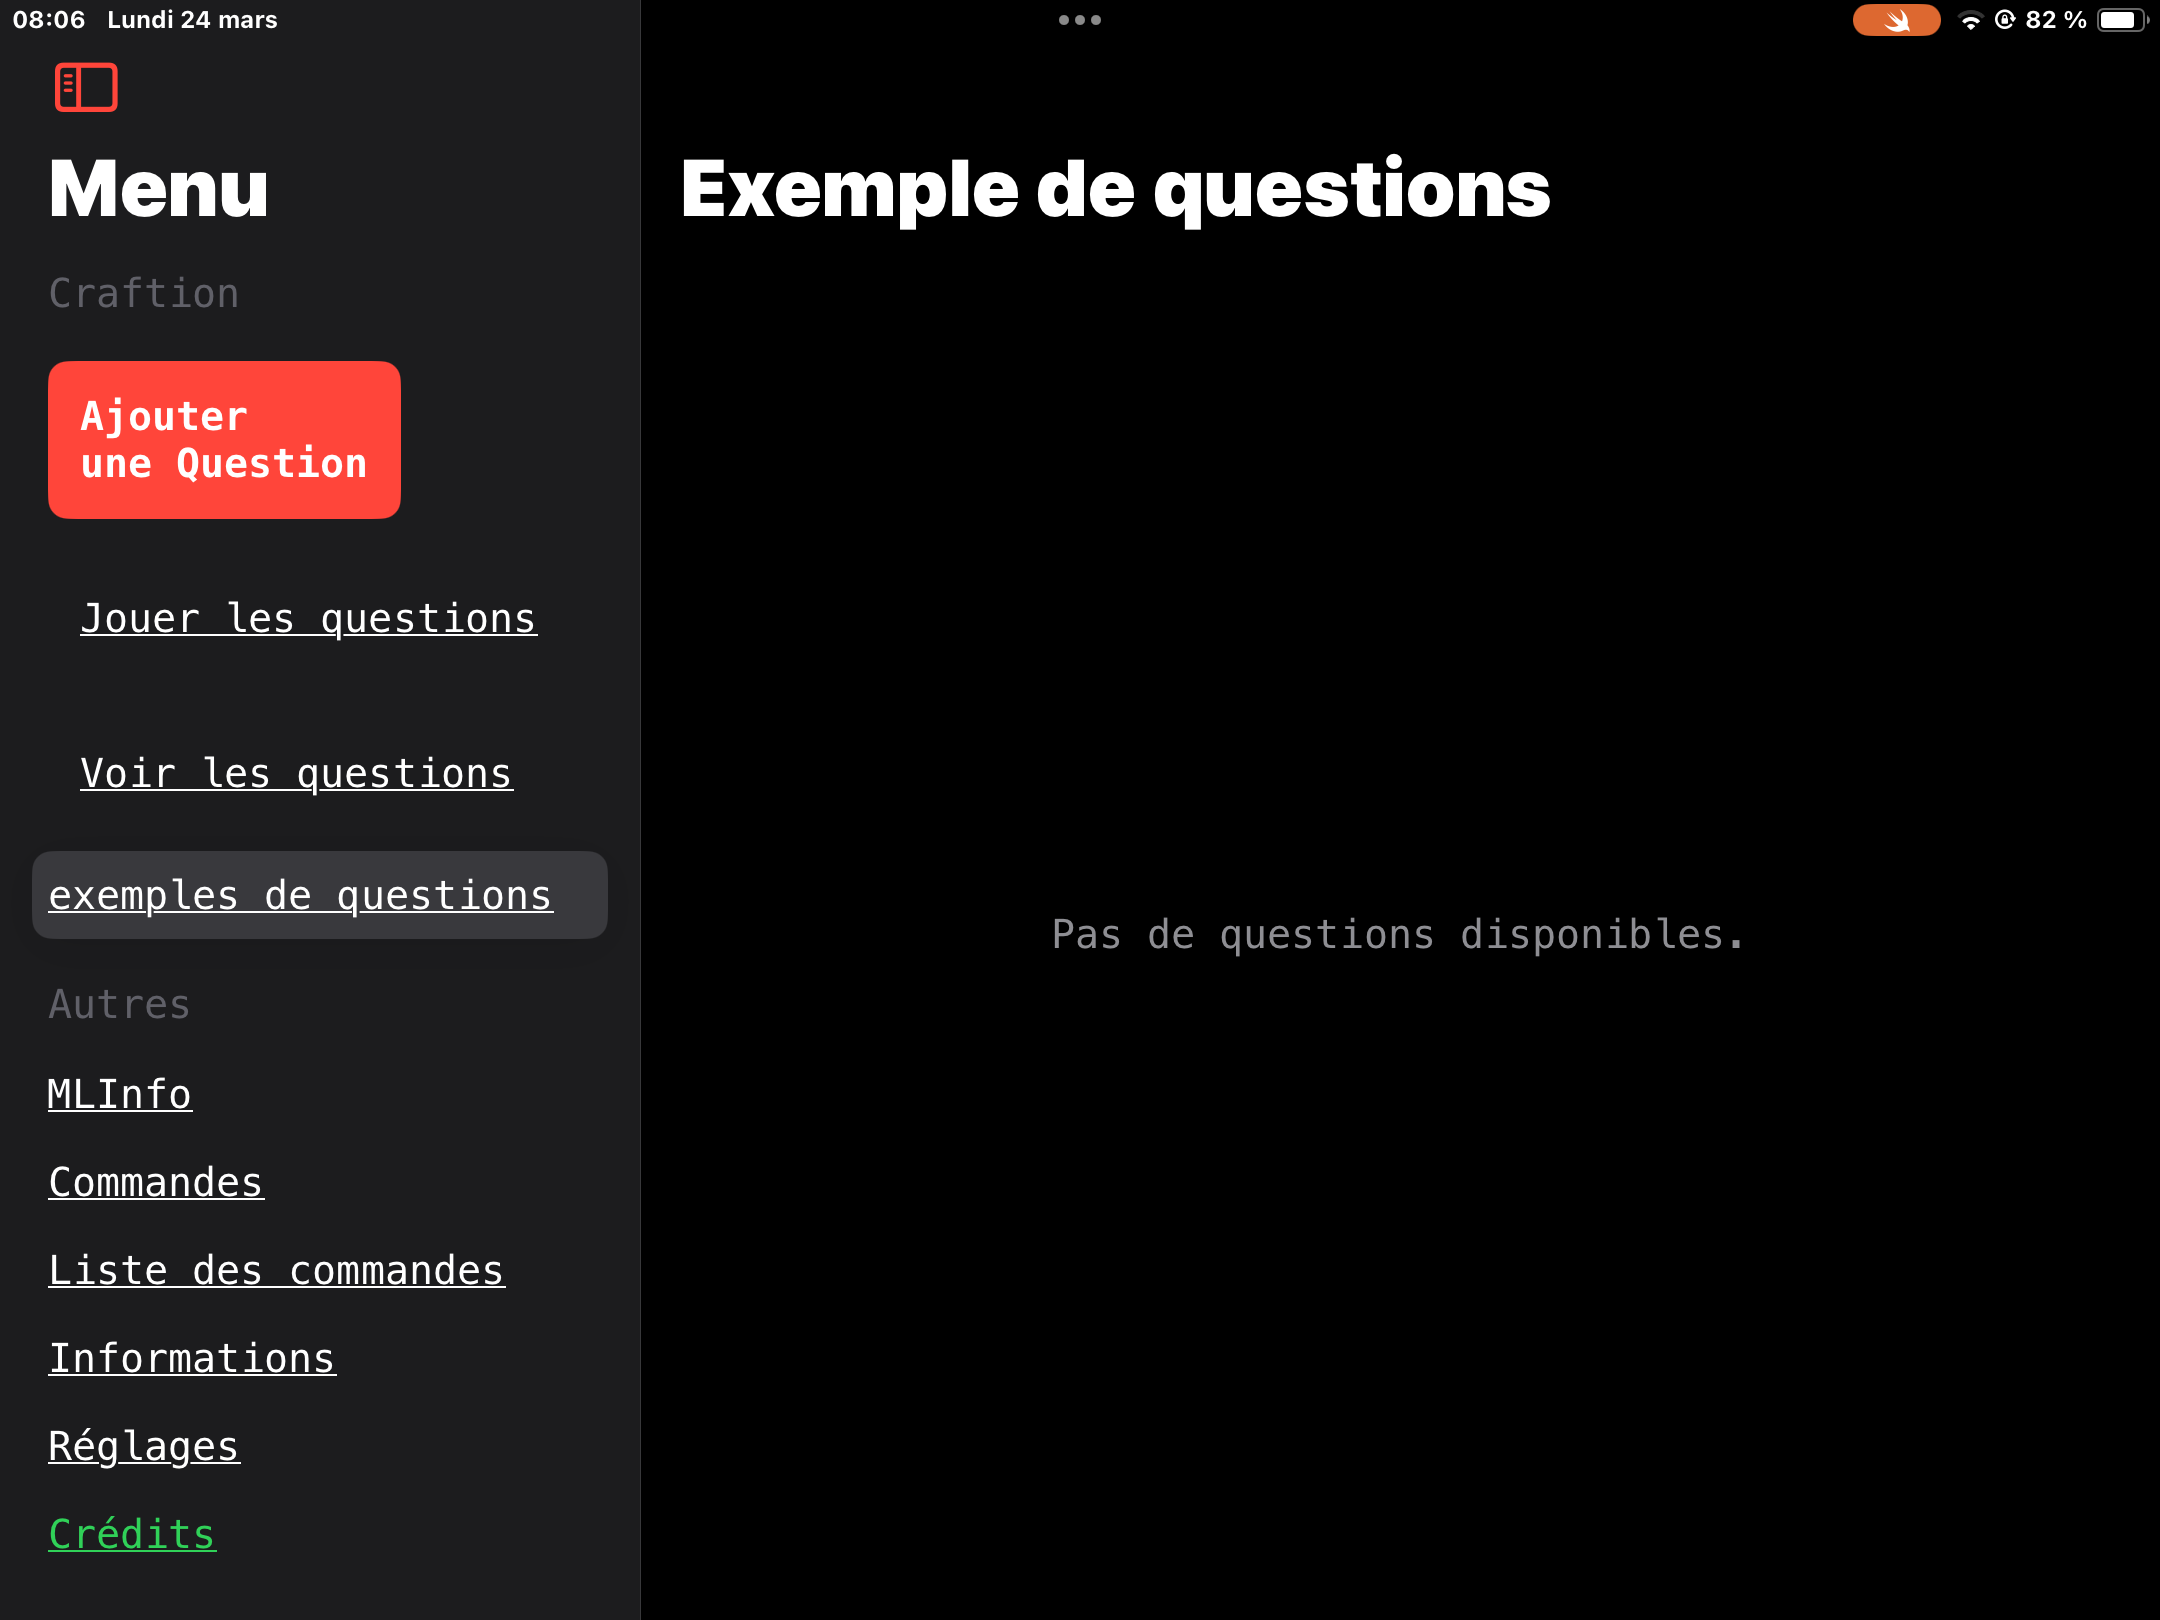 08:06 Lundi 24 mars
82 %
Menu
Craftion
Ajouter
une Question
Jouer les questions
Voir les questions
exemples de questions
Autres
MLInfo
Commandes
Liste des commandes
Informations
Réglages
Crédits
Exemple de questions
Pas de questions disponibles.